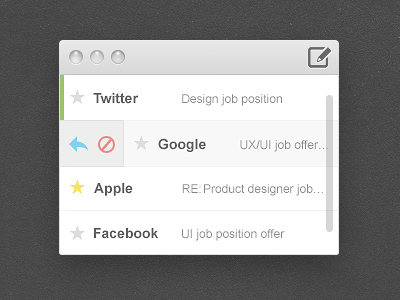 Twitter Design job position
Google UX/UI job offer...
Apple RE: Product designer job...
Facebook UI job position offer